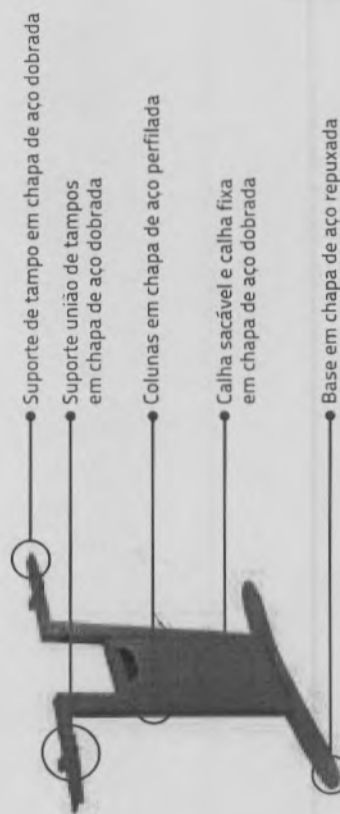 Suporte de tampo em chapa de aço dobrada
Suporte união de tampos
em chapa de aço dobrada
Colunas em chapa de aço perfilada
Calha sacável e calha fixa
em chapa de aço dobrada
Base em chapa de aço repuxada